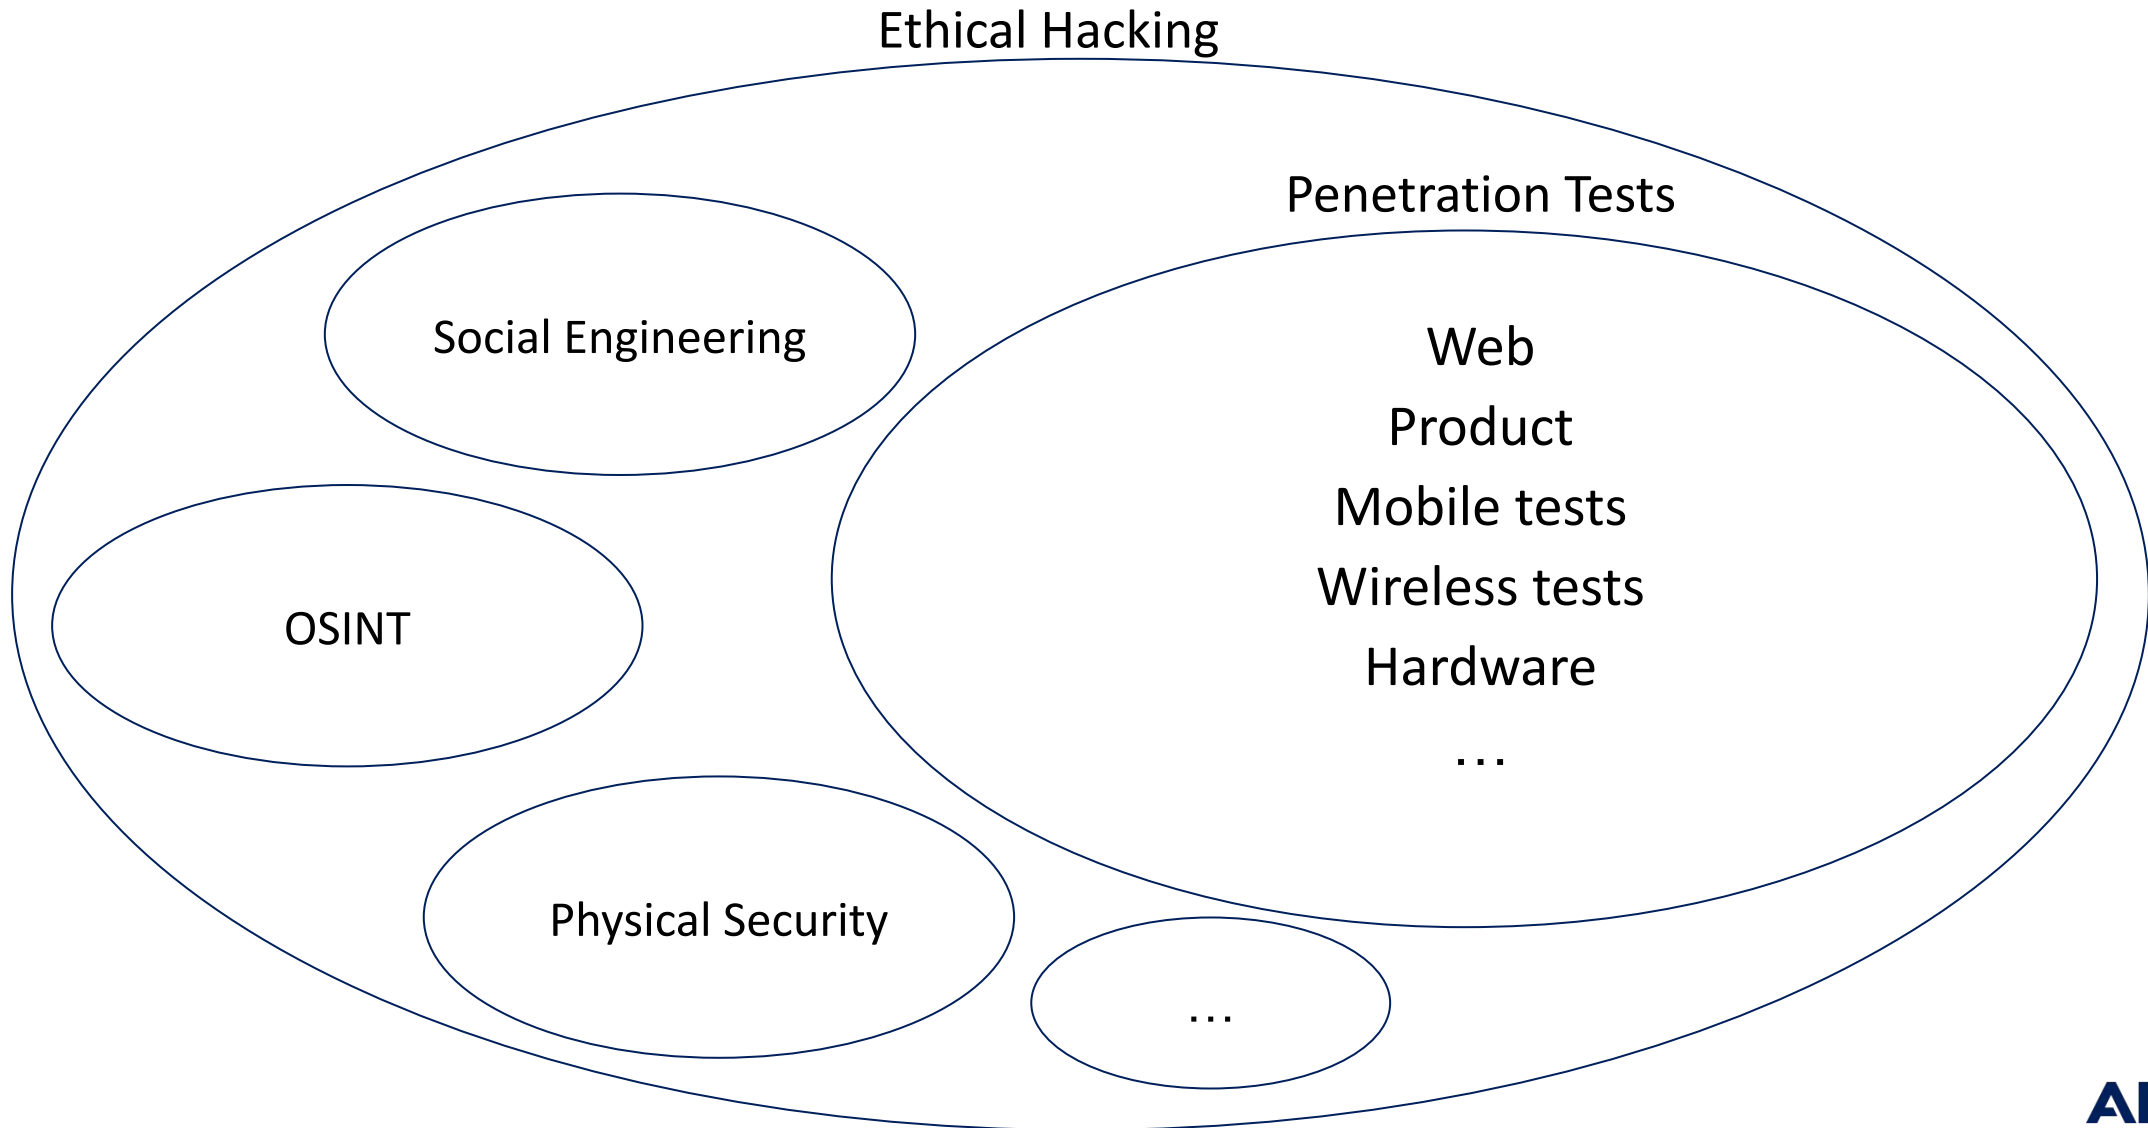 Ethical Hacking
Penetration Tests
Social Engineering
Web
Product
Mobile tests
Wireless tests
Hardware
…
OSINT
Physical Security
…